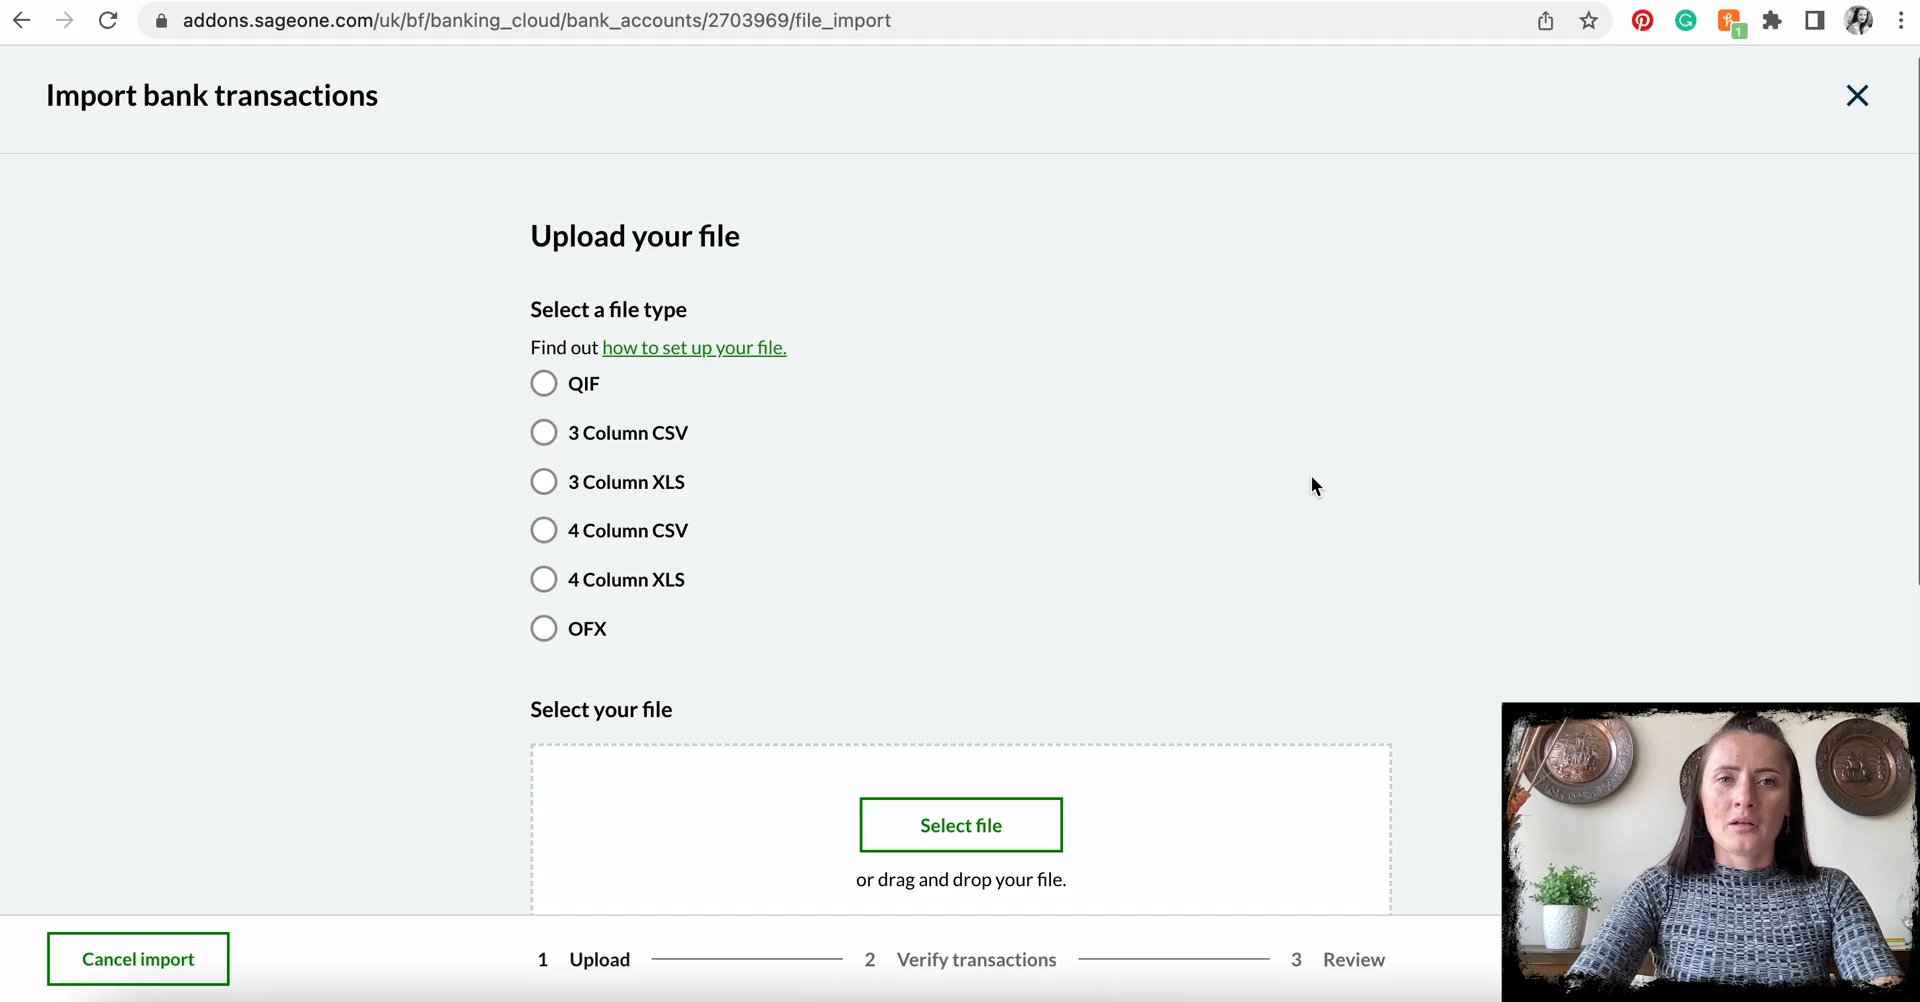 addons.sageone.com/uk/bf/banking_cloud/bank_accounts/2703969/file_import
1
Import bank transactions
Upload your file
Select a file type
Find out how to set up your file.
QIF
3 Column CSV
3 Column XLS
4 Column CSV
4 Column XLS
OFX
Select your file
Select file
or drag and drop your file.
Cancel import
1 Upload
2 Verify transactions
3 Review